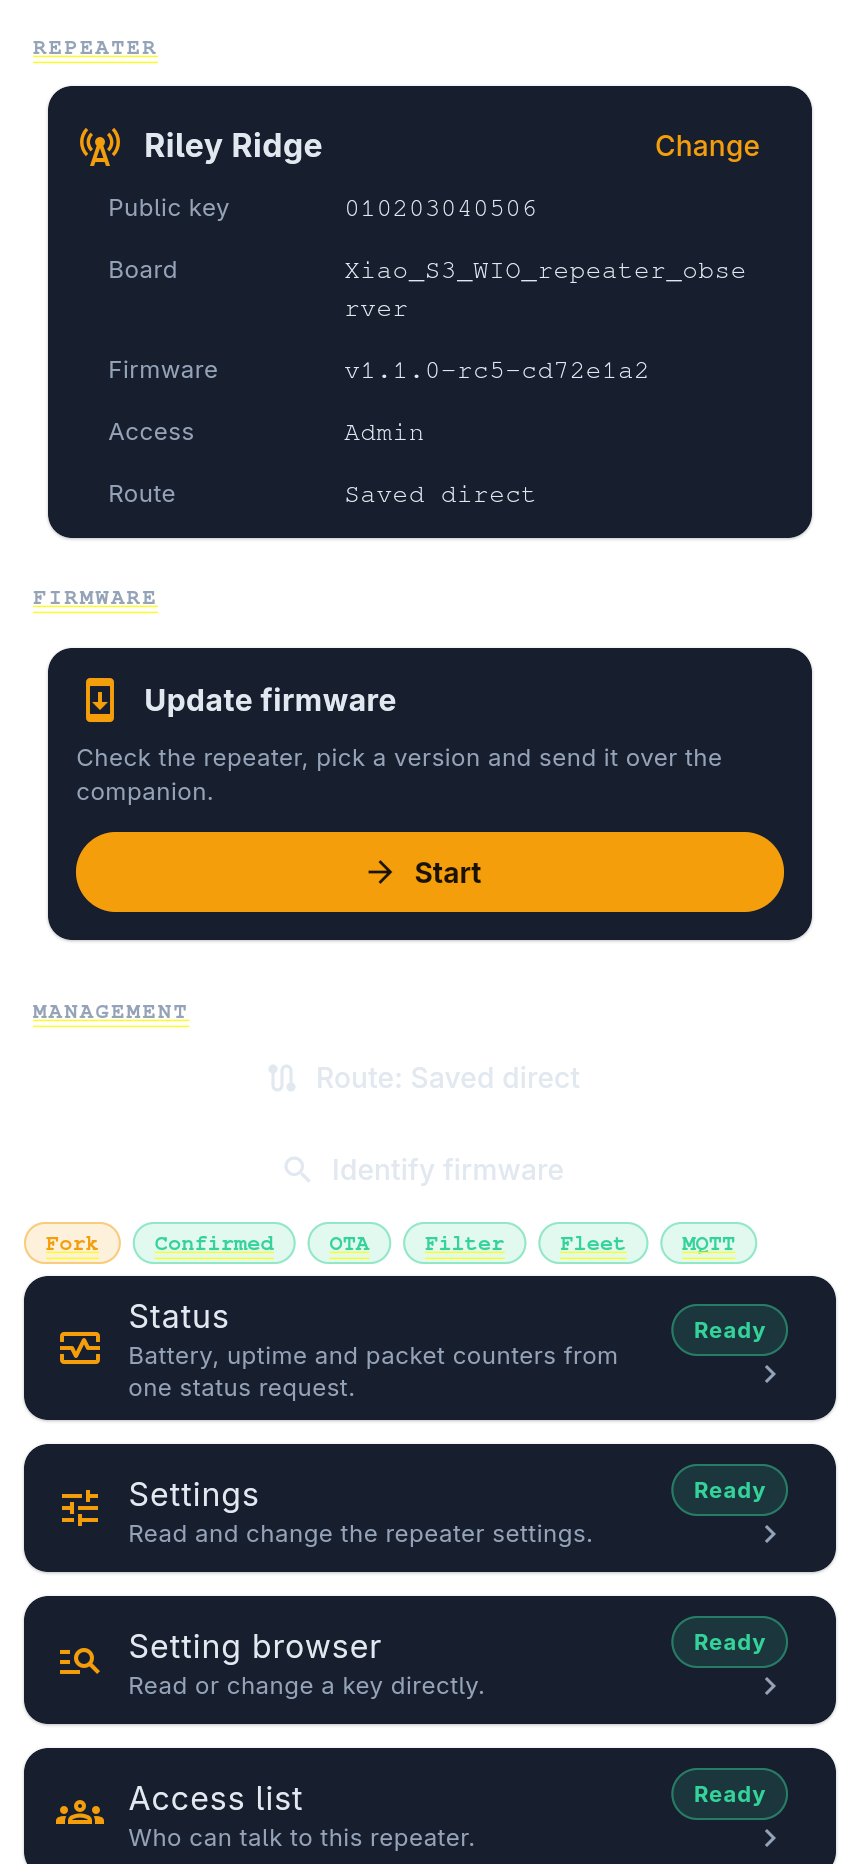 REPEATER
Riley Ridge
Change
Public key
010203040506
Board
Xiao_S3_WIO_repeater_obse
rver
Firmware
v1.1.0-rc5-cd72e1a2
Access
Admin
Route
Saved direct
FIRMWARE
Update firmware
Check the repeater, pick a version and send it over the
companion.
Start
MANAGEMENT
Route: Saved direct
Identify firmware
Fork Confirmed OTA Filter Fleet MQTT
Status
Ready
Battery, uptime and packet counters from
one status request.
Settings
Ready
Read and change the repeater settings.
Setting browser
Ready
Read or change a key directly.
Access list
Ready
Who can talk to this repeater.